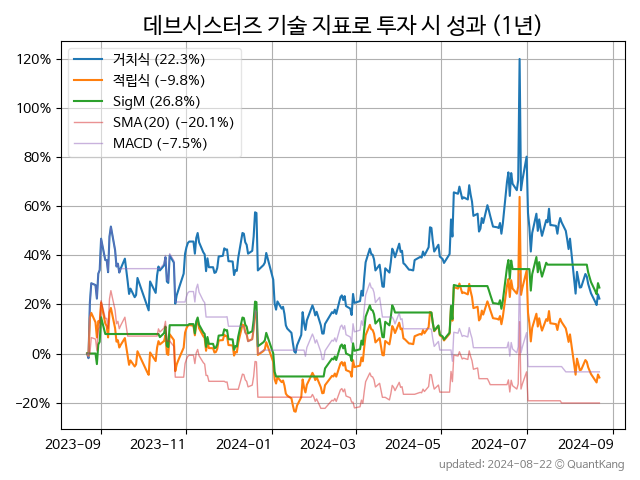 데브시스터즈 기술 지표로 투자 시 성과 (1년)
120%
100%
80%
60%
40%
20%
0%
−20%
거치식 (22.3%)
적립식 (−9.8%)
SigM (26.8%)
SMA(20) (−20.1%)
MACD (−7.5%)
2023-09 2023-11 2024-01 2024-03 2024-05 2024-07 2024-09
updated: 2024-08-22 © QuantKang